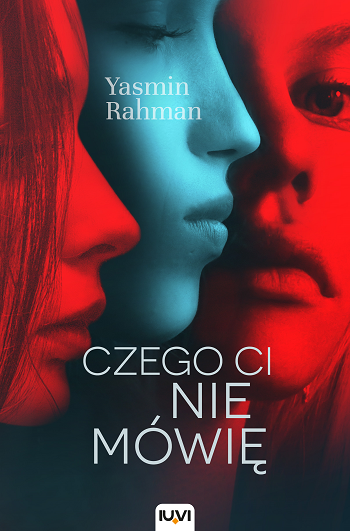 Yasmin
Rahman
CZEGO CI
NIE
MÓWIĘ
IUVI